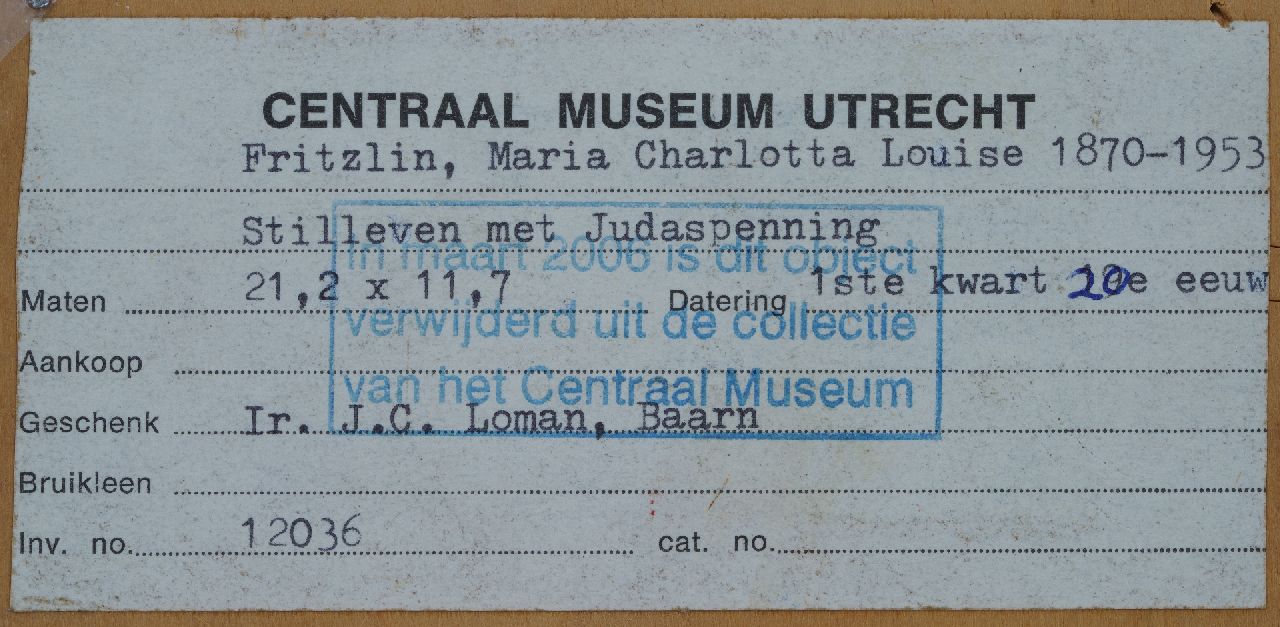 CENTRAAL MUSEUM UTRECHT
Fritzlin, Maria Charlotta Louise 1870-1953
Stilleven met Judaspenning
In maart 2006 is dit object
Maten 21,2 x 11,7 Datering 1ste kwart 20e eeuw
verwijderd uit de collectie
Aankoop
van het Centraal Museum
Geschenk Ir. J.C. Loman, Baarn
Bruikleen
Inv. no. 12036 cat. no.